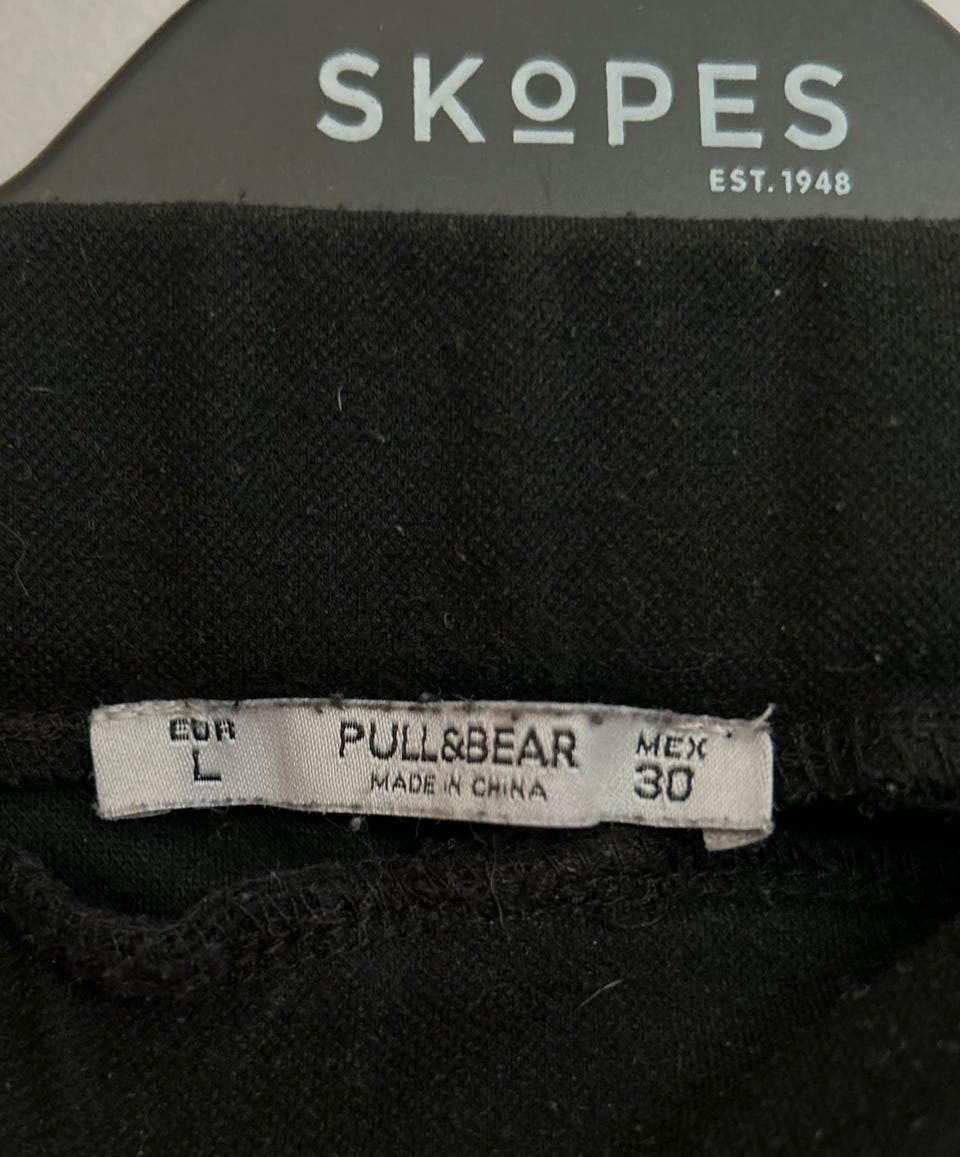 SKOPES
EST. 1948
EUR
L
PULL&BEAR
MADE IN CHINA
MEX
30